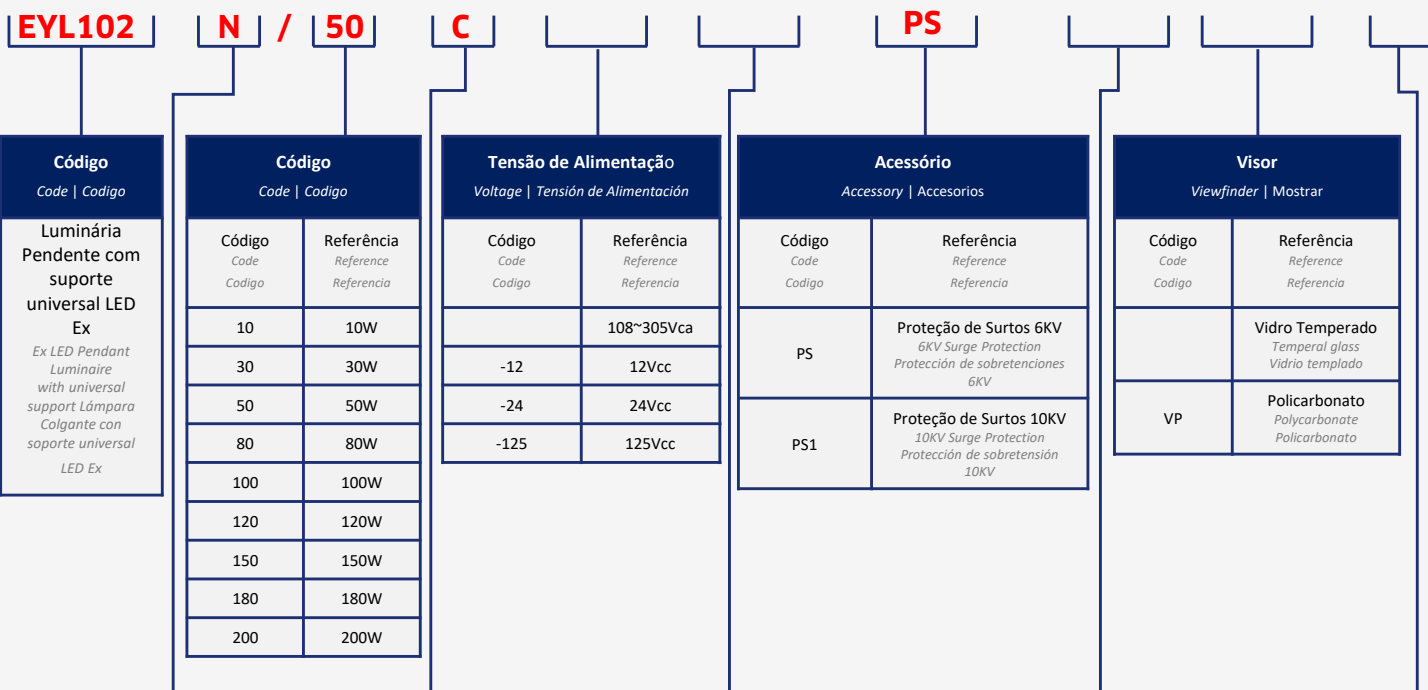 EYL102 N / 50 C PS
Código
Code | Codigo
Luminária
Pendente com
suporte
universal LED
Ex
Ex LED Pendant
Luminaire
with universal
support Lámpara
Colgante con
soporte universal
LED Ex
Código
Code | Codigo
Código Referência
Code Reference
Codigo Referencia
10 10W
30 30W
50 50W
80 80W
100 100W
120 120W
150 150W
180 180W
200 200W
Tensão de Alimentação
Voltage | Tensión de Alimentación
Código Referência
Code Reference
Codigo Referencia
108~305Vca
-12 12Vcc
-24 24Vcc
-125 125Vcc
Acessório
Accessory | Accesorios
Código Referência
Code Reference
Codigo Referencia
PS
Proteção de Surtos 6KV
6KV Surge Protection
Protección de sobretenciones
6KV
PS1
Proteção de Surtos 10KV
10KV Surge Protection
Protección de sobretensión
10KV
Visor
Viewfinder | Mostrar
Código Referência
Code Reference
Codigo Referencia
Vidro Temperado
Temperal glass
Vidrio templado
VP
Policarbonato
Polycarbonate
Policarbonato